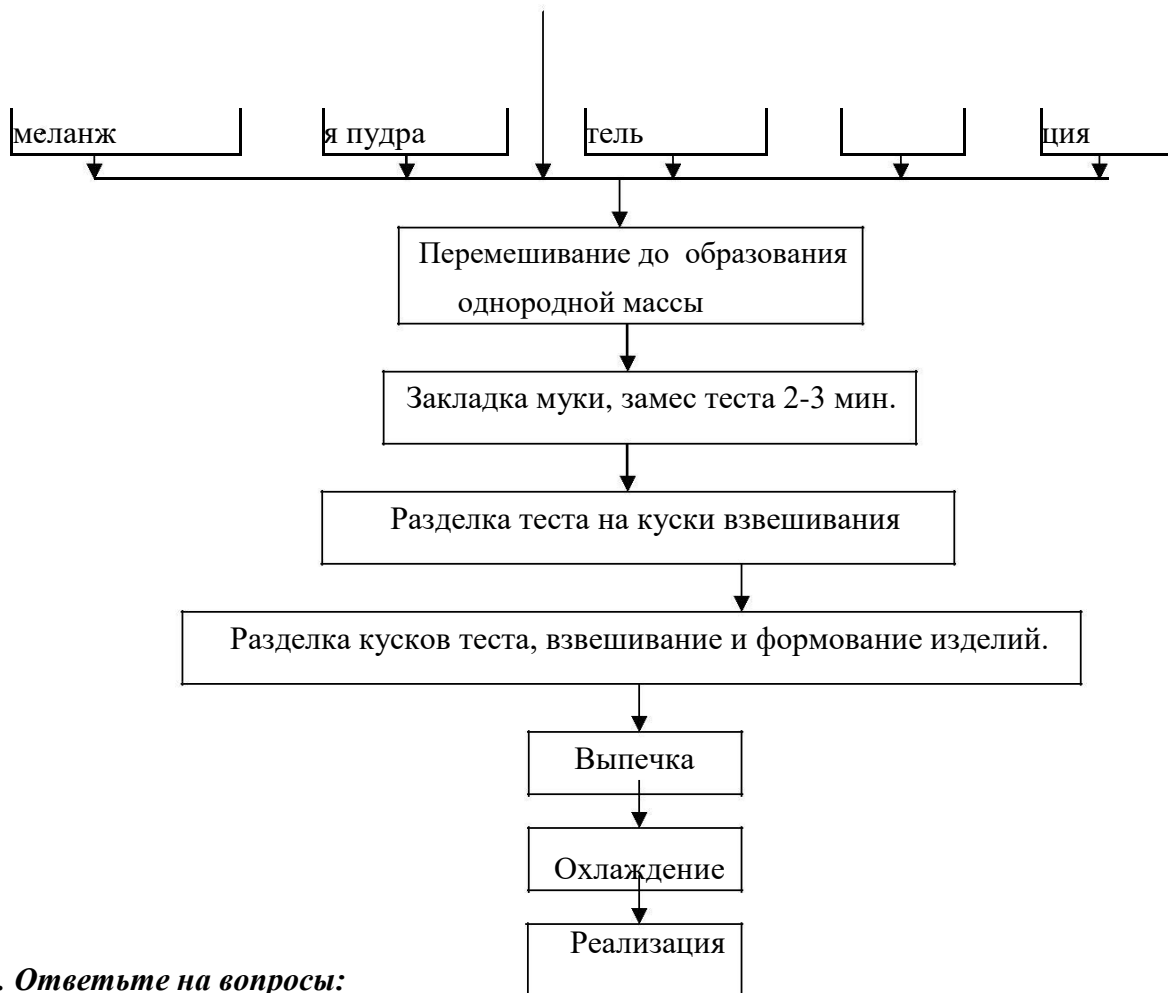 меланж
я пудра
тель
ция
Перемешивание до образования
однородной массы
Закладка муки, замес теста 2-3 мин.
Разделка теста на куски взвешивания
Разделка кусков теста, взвешивание и формование изделий.
Выпечка
Охлаждение
Реализация
. Ответьте на вопросы: